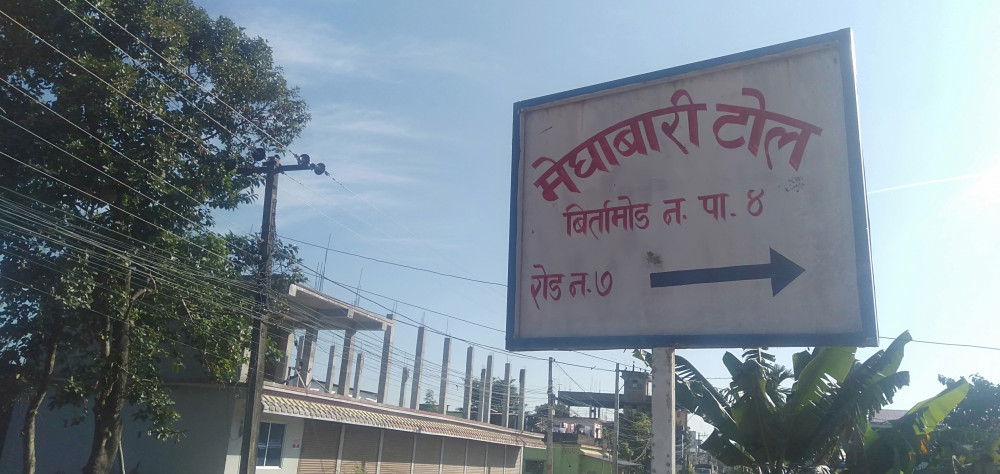 मेघाबारी टोल
बिर्तामोड न. पा. ४
रोड न. ७